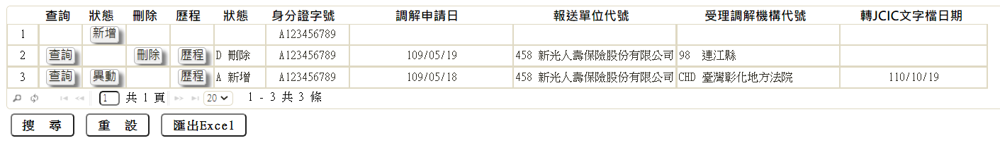 查詢 狀態 刪除 歷程 狀態 身分證字號 調解申請日 報送單位代號 受理調解機構代號 轉JCIC文字檔日期
1 新增 A123456789
2 查詢 刪除 歷程 D 刪除 A123456789 109/05/19 458 新光人壽保險股份有限公司 98 連江縣
3 查詢 異動 歷程 A 新增 A123456789 109/05/18 458 新光人壽保險股份有限公司 CHD 臺灣彰化地方法院 110/10/19
1 共 1 頁 20 1 - 3 共 3 條
搜 尋 重 設 匯出Excel